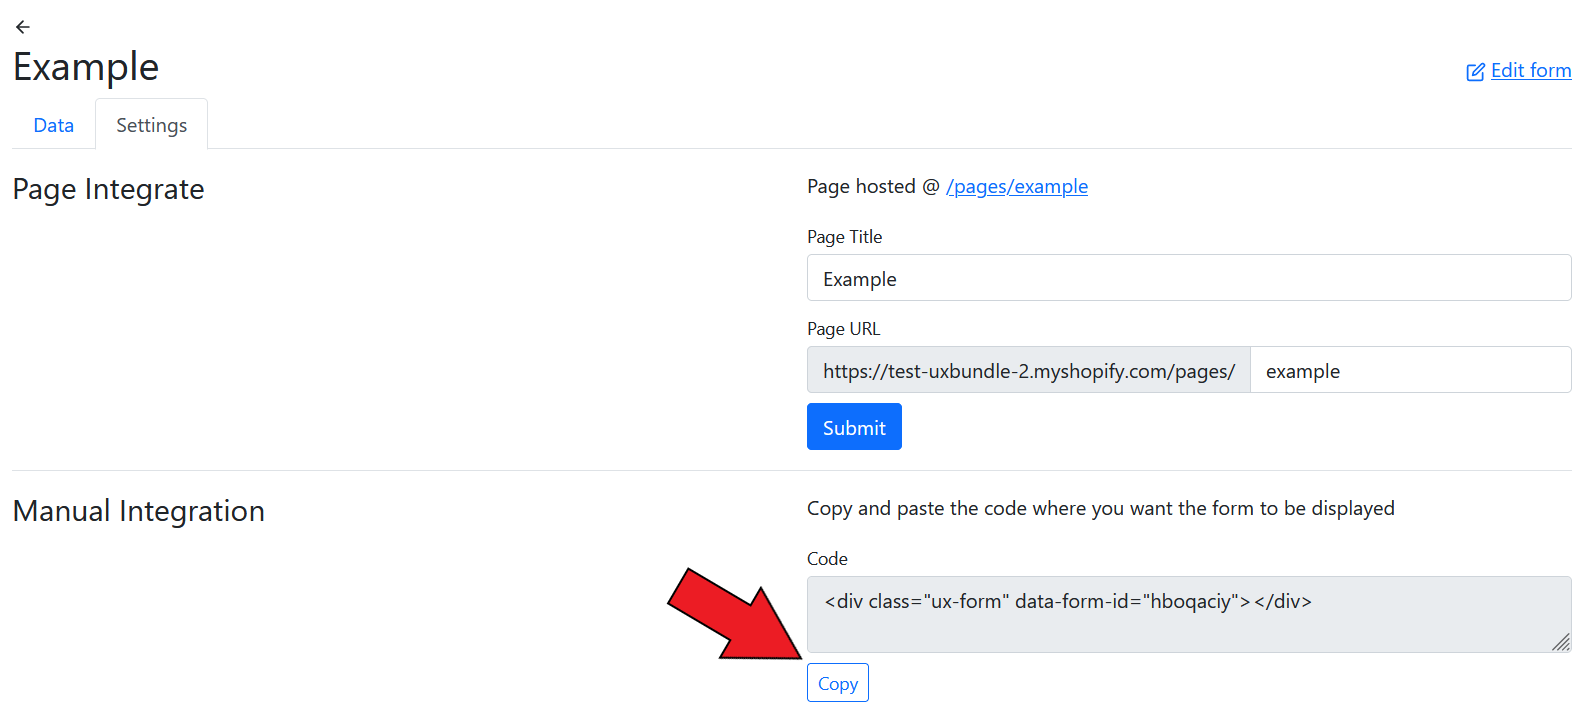 Example
Edit form
Data
Settings
Page Integrate
Page hosted @ /pages/example
Page Title
Example
Page URL
https://test-uxbundle-2.myshopify.com/pages/ example
Submit
Manual Integration
Copy and paste the code where you want the form to be displayed
Code
<div class="ux-form" data-form-id="hboqaciy"></div>
Copy